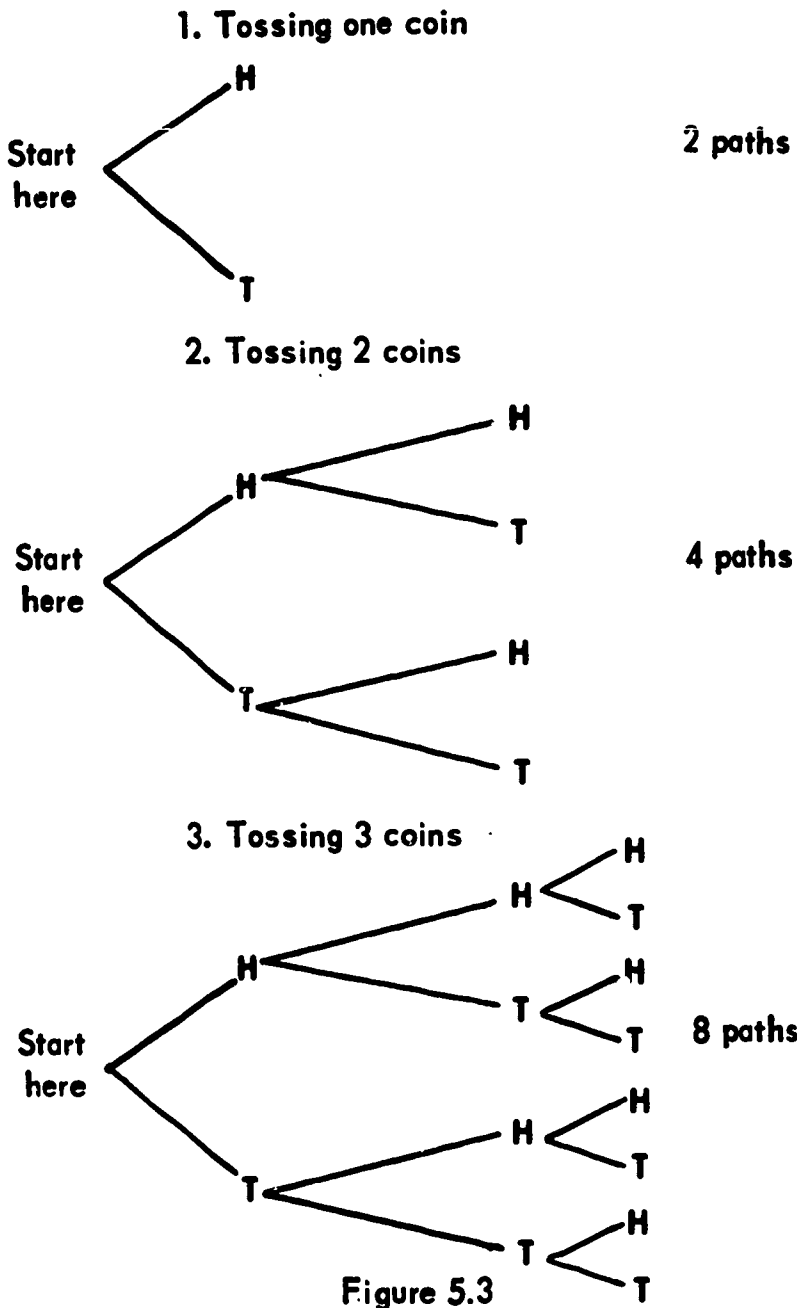 1. Tossing one coin
H
Start
here
2 paths
T
2. Tossing 2 coins
H
H
T
Start
here
4 paths
H
T
T
3. Tossing 3 coins
H
H
T
H
H
T
T
Start
here
8 paths
H
H
T
T
H
T
T
Figure 5.3